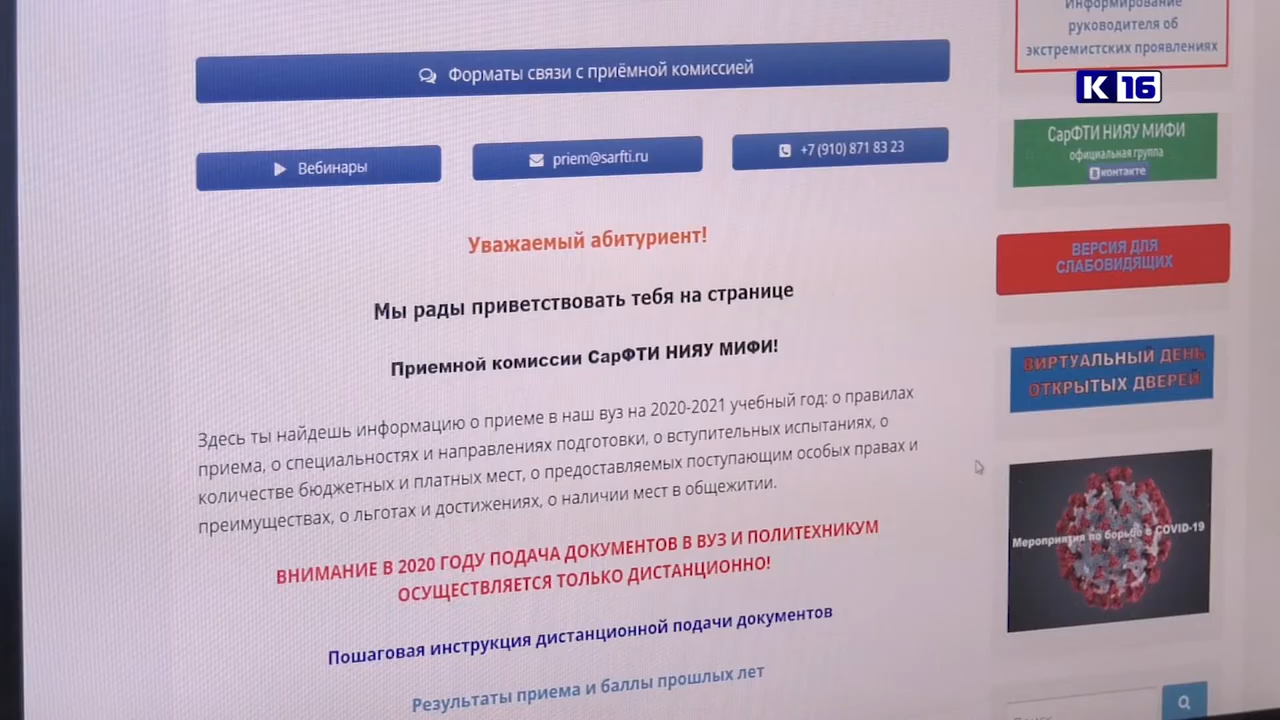 Информирование
руководителя об
экстремистских проявлениях
К 16
Форматы связи с приёмной комиссией
Вебинары
priem@sarfti.ru
+7 (910) 871 83 23
СарФТИ НИЯУ МИФИ
официальная группа
В контакте
Уважаемый абитуриент!
ВЕРСИЯ ДЛЯ
СЛАБОВИДЯЩИХ
Мы рады приветствовать тебя на странице
Приемной комиссии СарФТИ НИЯУ МИФИ!
ВИРТУАЛЬНЫЙ ДЕНЬ
ОТКРЫТЫХ ДВЕРЕЙ
Здесь ты найдешь информацию о приеме в наш вуз на 2020-2021 учебный год: о правилах
приема, о специальностях и направлениях подготовки, о вступительных испытаниях, о
количестве бюджетных и платных мест, о предоставляемых поступающим особых правах и
преимуществах, о льготах и достижениях, о наличии мест в общежитии.
Мероприятия по борьбе с COVID-19
ВНИМАНИЕ В 2020 ГОДУ ПОДАЧА ДОКУМЕНТОВ В ВУЗ И ПОЛИТЕХНИКУМ
ОСУЩЕСТВЛЯЕТСЯ ТОЛЬКО ДИСТАНЦИОННО!
Пошаговая инструкция дистанционной подачи документов
Результаты приема и баллы прошлых лет